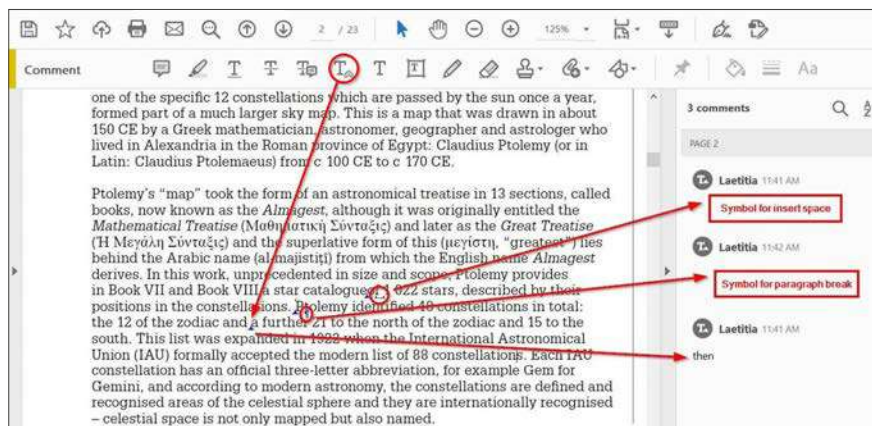 2 / 23
125%
Comment
Aa
one of the specific 12 constellations which are passed by the sun once a year,
formed part of a much larger sky map. This is a map that was drawn in about
150 CE by a Greek mathematician, astronomer, geographer and astrologer who
lived in Alexandria in the Roman province of Egypt: Claudius Ptolemy (or in
Latin: Claudius Ptolemaeus) from c 100 CE to c 170 CE.
Ptolemy’s “map” took the form of an astronomical treatise in 13 sections, called
books, now known as the Almagest, although it was originally entitled the
Mathematical Treatise (Μαθηματικὴ Σύνταξις) and later as the Great Treatise
(Ἡ Μεγάλη Σύνταξις) and the superlative form of this (μεγίστη, “greatest”) lies
behind the Arabic name (al-majisṭī) from which the English name Almagest
derives. In this work, unprecedented in size and scope, Ptolemy provides
in Book VII and Book VIII a star catalogue 1 022 stars, described by their
positions in the constellations. Ptolemy identified 48 constellations in total:
the 12 of the zodiac and a further 21 to the north of the zodiac and 15 to the
south. This list was expanded in 1922 when the International Astronomical
Union (IAU) formally accepted the modern list of 88 constellations. Each IAU
constellation has an official three-letter abbreviation, for example Gem for
Gemini, and according to modern astronomy, the constellations are defined and
recognised areas of the celestial sphere and they are internationally recognised
– celestial space is not only mapped but also named.
3 comments
PAGE 2
Laetitia 11:41 AM
Symbol for insert space
Laetitia 11:42 AM
Symbol for paragraph break
Laetitia 11:41 AM
then